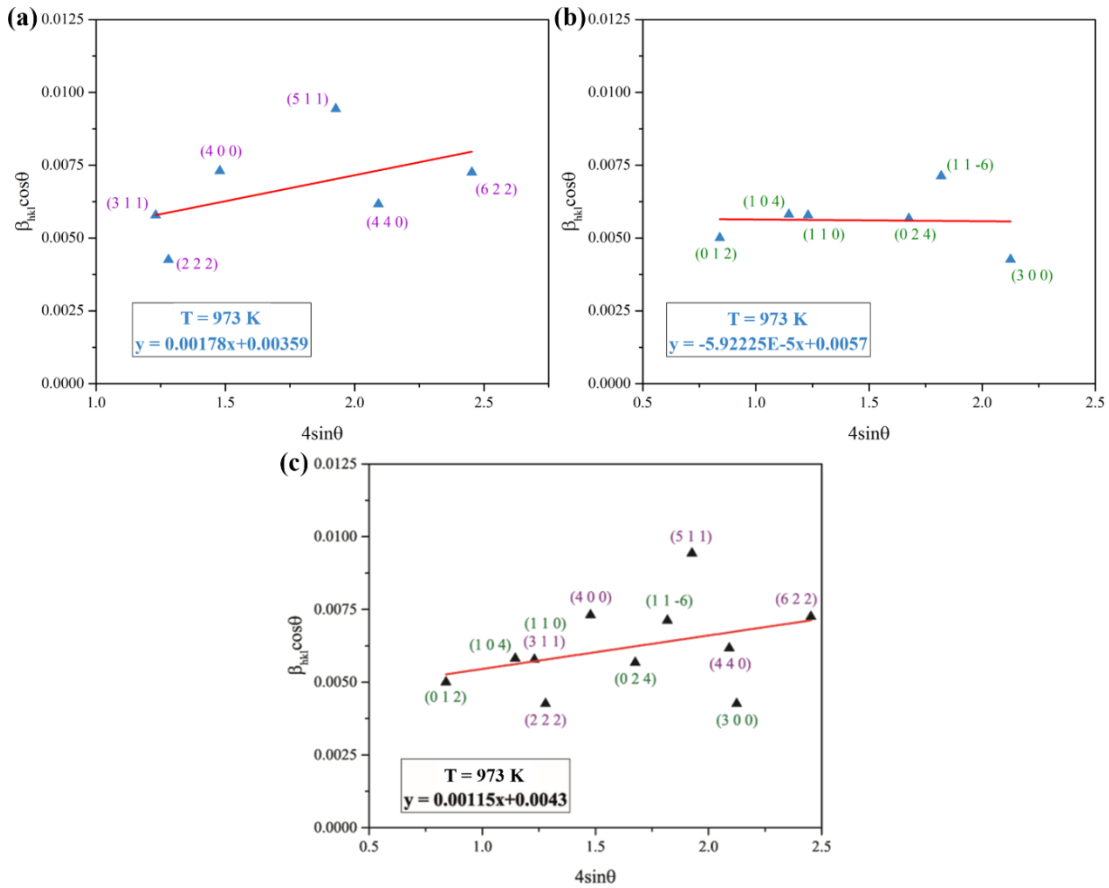 (a)
0.0125
0.0100
0.0075
0.0050
0.0025
0.0000
β_hkl cosθ
(5 1 1)
(4 0 0)
(3 1 1)
(6 2 2)
(4 4 0)
(2 2 2)
T = 973 K
y = 0.00178x+0.00359
1.0 1.5 2.0 2.5
4sinθ
(b)
0.0125
0.0100
0.0075
0.0050
0.0025
0.0000
β_hkl cosθ
(1 1 -6)
(1 0 4)
(1 1 0)
(0 2 4)
(0 1 2)
(3 0 0)
T = 973 K
y = -5.92225E-5x+0.0057
0.5 1.0 1.5 2.0 2.5
4sinθ
(c)
0.0125
0.0100
0.0075
0.0050
0.0025
0.0000
β_hkl cosθ
(5 1 1)
(4 0 0)
(1 1 -6)
(6 2 2)
(1 1 0)
(1 0 4)
(3 1 1)
(4 4 0)
(0 2 4)
(0 1 2)
(2 2 2)
(3 0 0)
T = 973 K
y = 0.00115x+0.0043
0.5 1.0 1.5 2.0 2.5
4sinθ